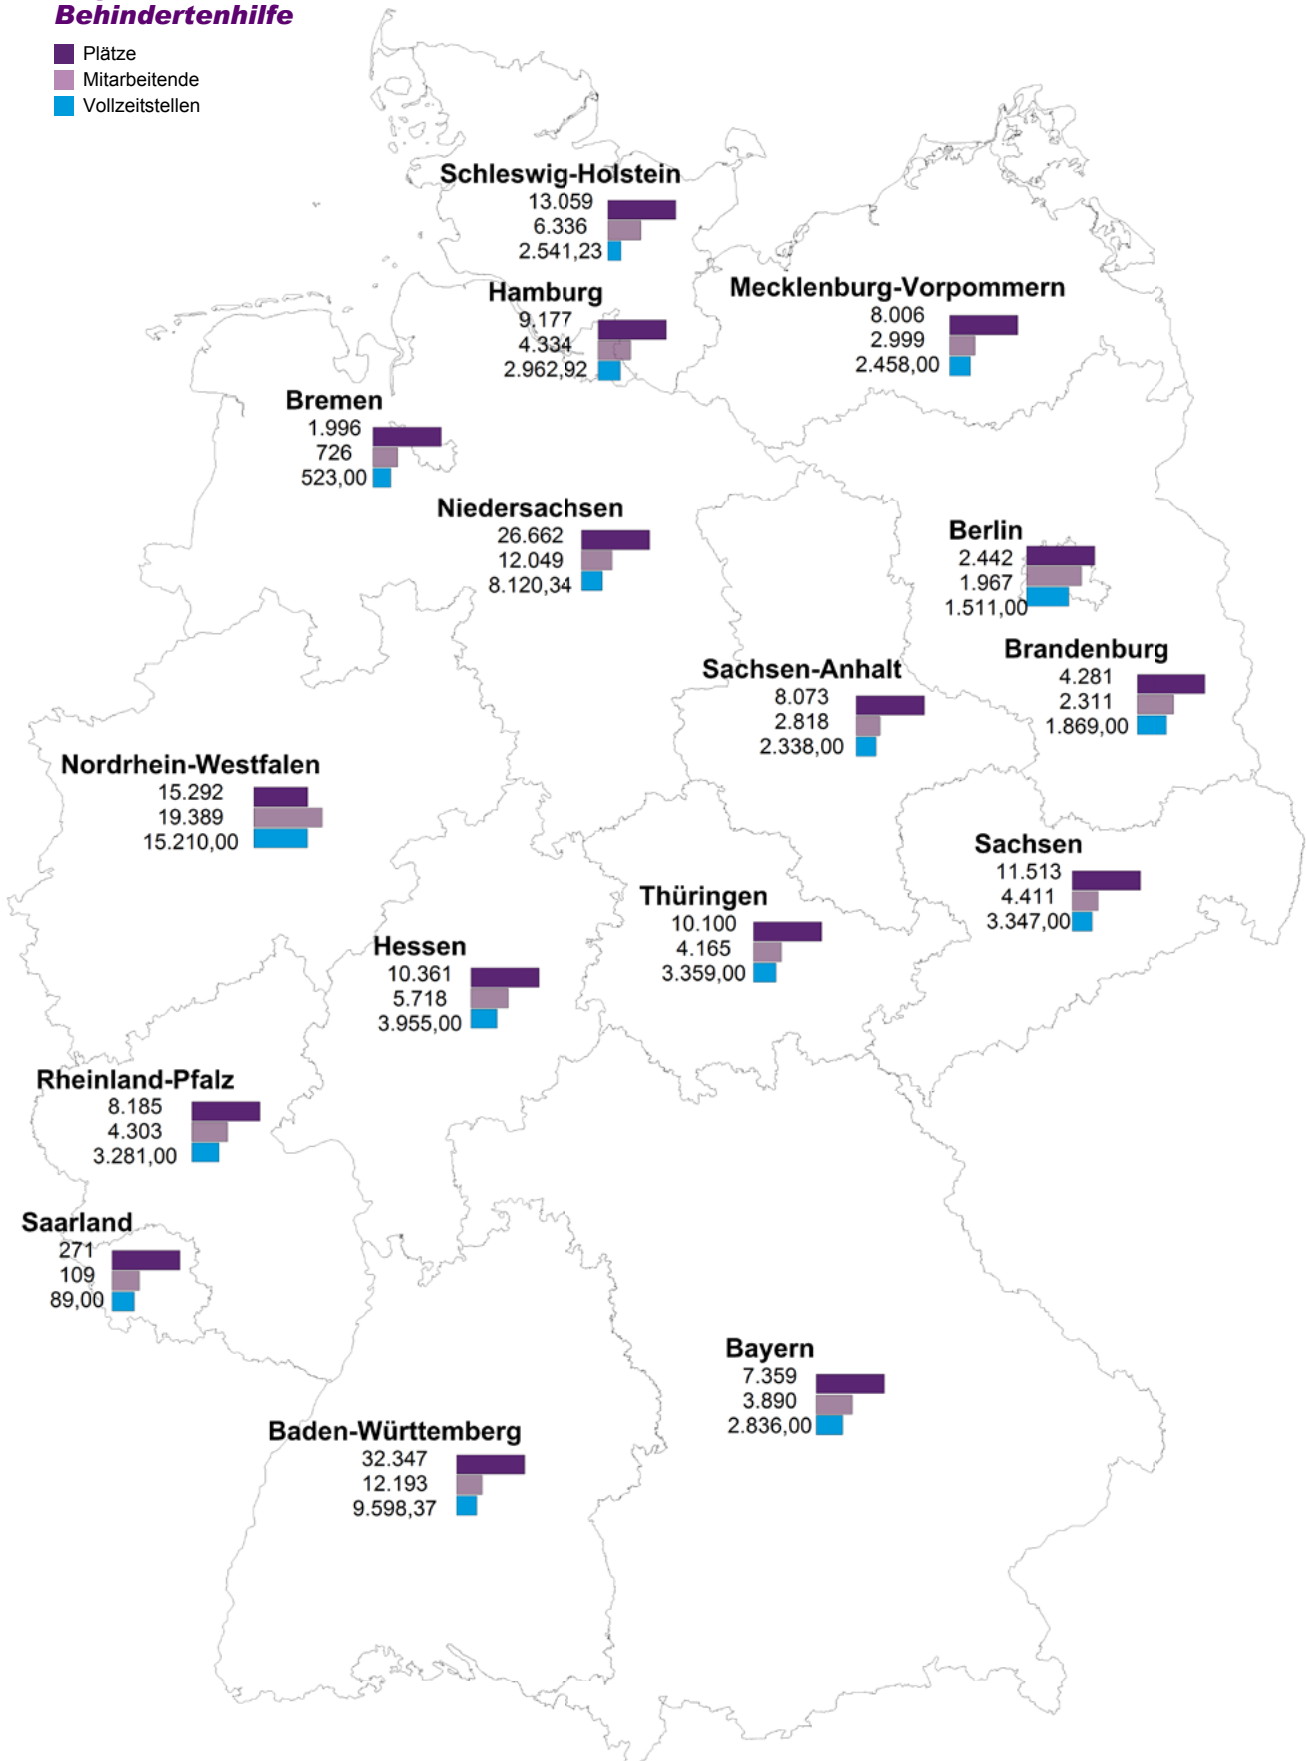 Behindertenhilfe
Plätze
Mitarbeitende
Vollzeitstellen
Schleswig-Holstein
13.059
6.336
2.541,23
Hamburg
9.177
4.334
2.962,92
Mecklenburg-Vorpommern
8.006
2.999
2.458,00
Bremen
1.996
726
523,00
Niedersachsen
26.662
12.049
8.120,34
Berlin
2.442
1.967
1.511,00
Brandenburg
4.281
2.311
1.869,00
Sachsen-Anhalt
8.073
2.818
2.338,00
Nordrhein-Westfalen
15.292
19.389
15.210,00
Sachsen
11.513
4.411
3.347,00
Thüringen
10.100
4.165
3.359,00
Hessen
10.361
5.718
3.955,00
Rheinland-Pfalz
8.185
4.303
3.281,00
Saarland
271
109
89,00
Bayern
7.359
3.890
2.836,00
Baden-Württemberg
32.347
12.193
9.598,37